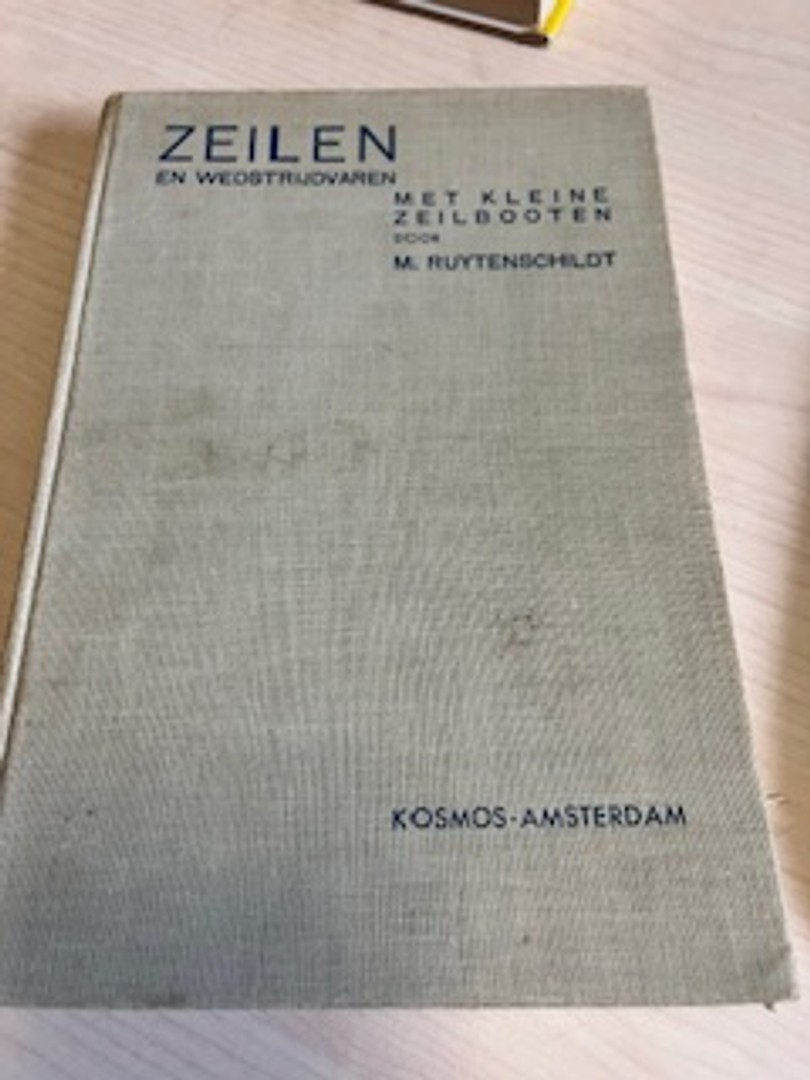 ZEILEN
EN WEDSTRIJDVAREN
MET KLEINE
ZEILBOOTEN
DOOR
M. RUYTENSCHILDT
KOSMOS-AMSTERDAM